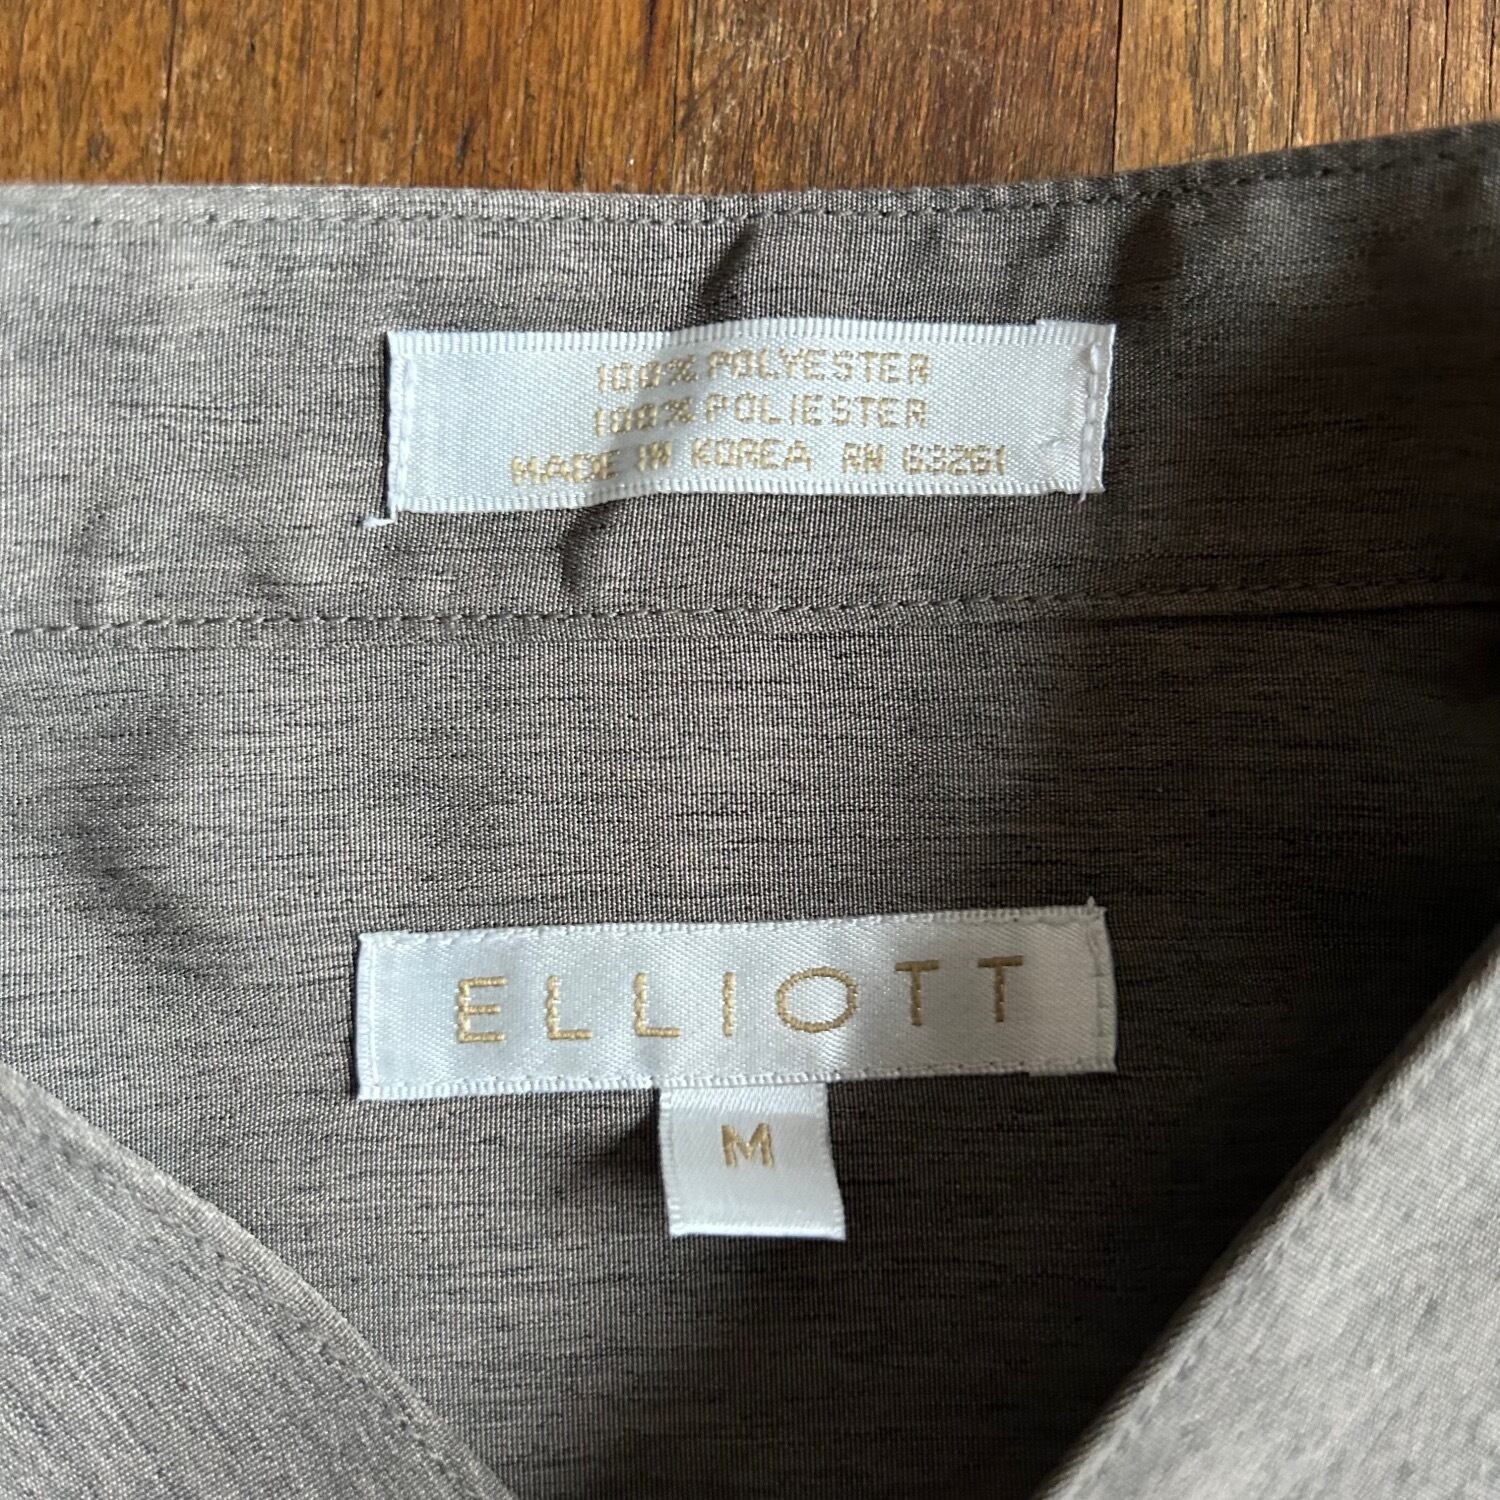 100% POLYESTER
100% POLIESTER
MADE IN KOREA RN 63261
ELLIOTT
M